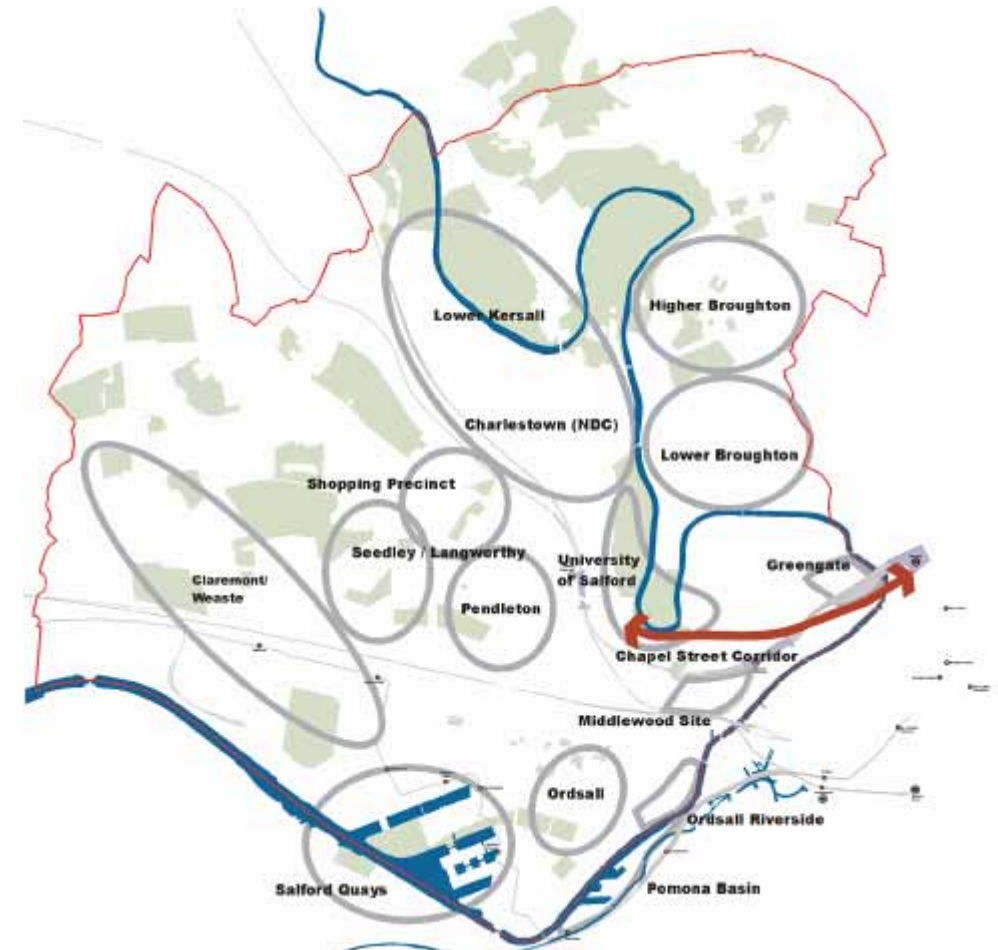 Lower Kersall
Higher Broughton
Charlestown (NDC)
Lower Broughton
Shopping Precinct
Seedley / Langworthy
University
of Salford
Greengate
Claremont/
Weaste
Pendleton
Chapel Street Corridor
Middlewood Site
Ordsall
Ordsall Riverside
Salford Quays
Pomona Basin